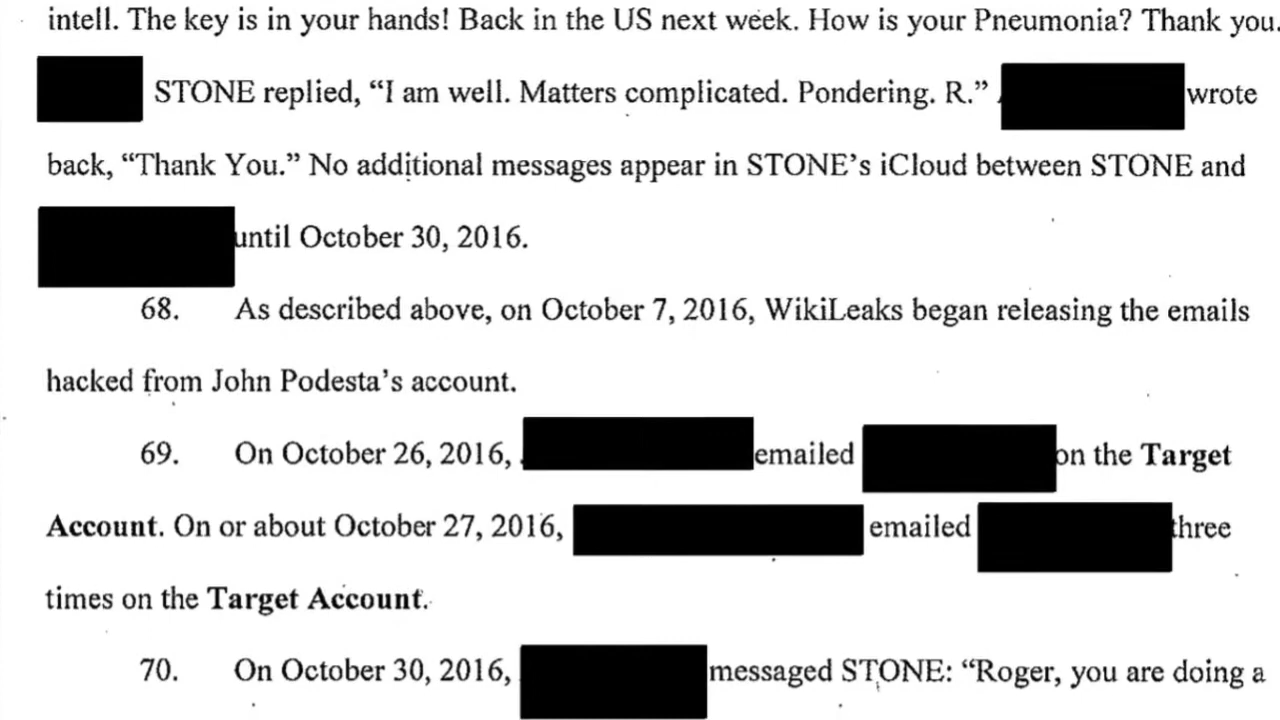 intell. The key is in your hands! Back in the US next week. How is your Pneumonia? Thank you.
STONE replied, “I am well. Matters complicated. Pondering. R.” wrote
back, “Thank You.” No additional messages appear in STONE’s iCloud between STONE and
until October 30, 2016.
68. As described above, on October 7, 2016, WikiLeaks began releasing the emails
hacked from John Podesta’s account.
69. On October 26, 2016, emailed on the Target
Account. On or about October 27, 2016, emailed three
times on the Target Account.
70. On October 30, 2016, messaged STONE: “Roger, you are doing a